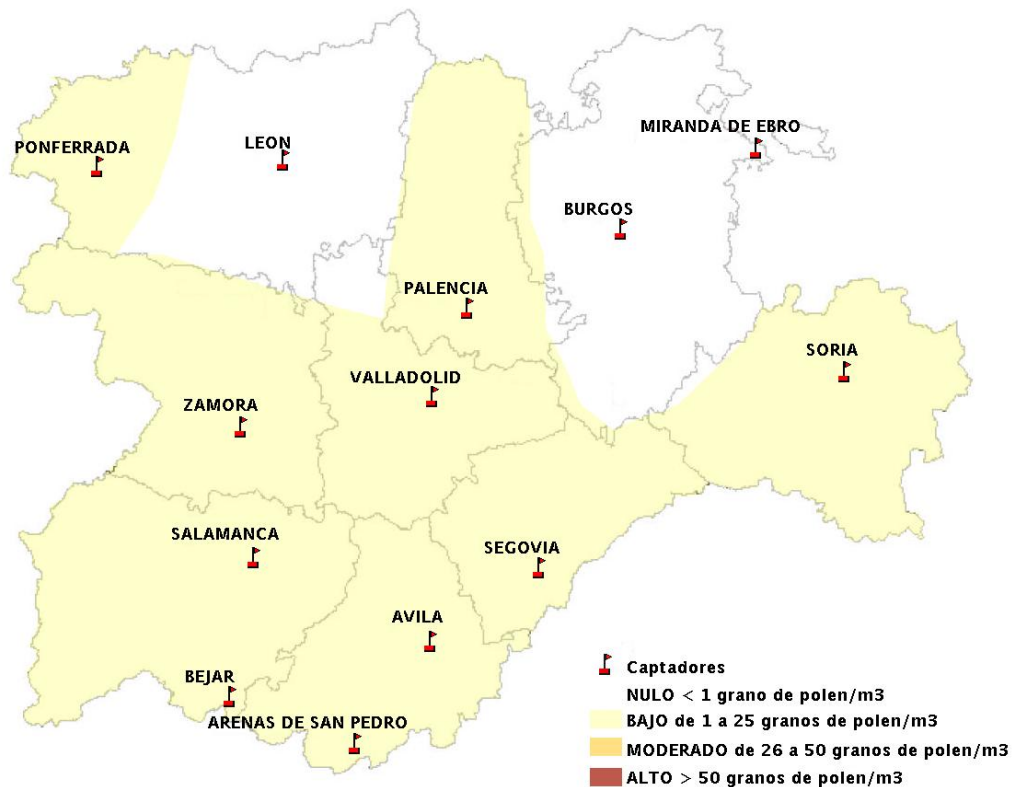 MIRANDA DE EBRO
PONFERRADA
LEON
BURGOS
PALENCIA
SORIA
VALLADOLID
ZAMORA
SALAMANCA
SEGOVIA
AVILA
BEJAR
ARENAS DE SAN PEDRO
Captadores
NULO < 1 grano de polen/m3
BAJO de 1 a 25 granos de polen/m3
MODERADO de 26 a 50 granos de polen/m3
ALTO > 50 granos de polen/m3